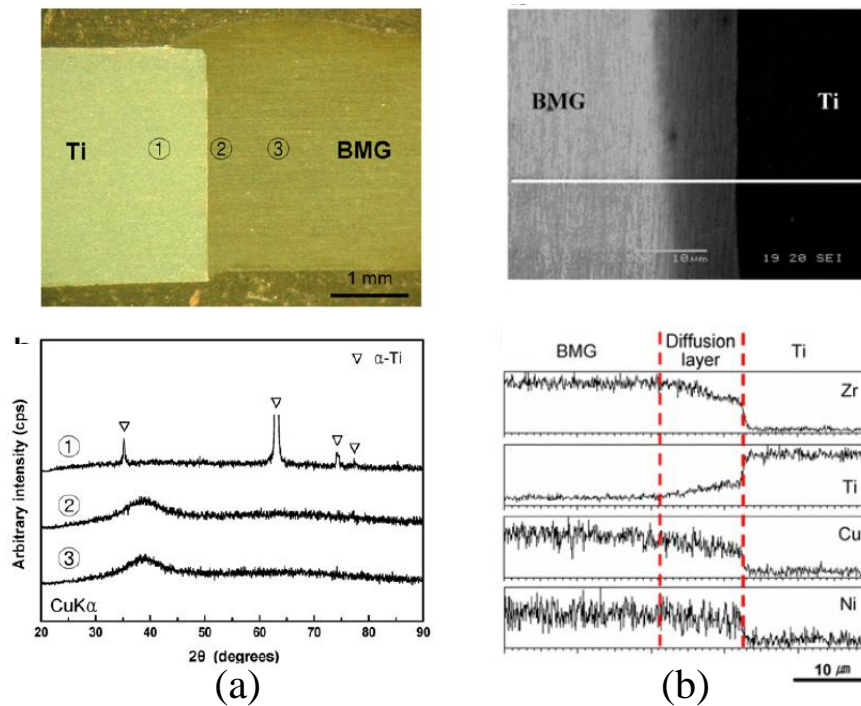 Ti ① ② ③ BMG
1 mm
BMG Ti
10μm 19 20 SEI
▽ α-Ti
①
②
③
CuKα
Arbitrary intensity (cps)
20 30 40 50 60 70 80 90
2θ (degrees)
(a)
BMG Diffusion layer Ti
Zr
Ti
Cu
Ni
10 μm
(b)